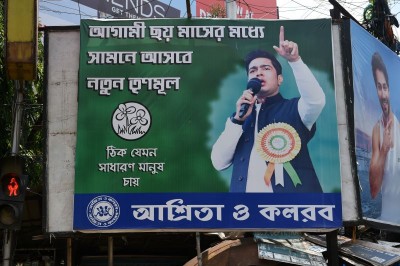 আগামী ছয় মাসের মধ্যে
সামনে আসবে
নতুন তৃণমূল
ঠিক যেমন
সাধারণ মানুষ
চায়
আশ্রিতা ও কলরব